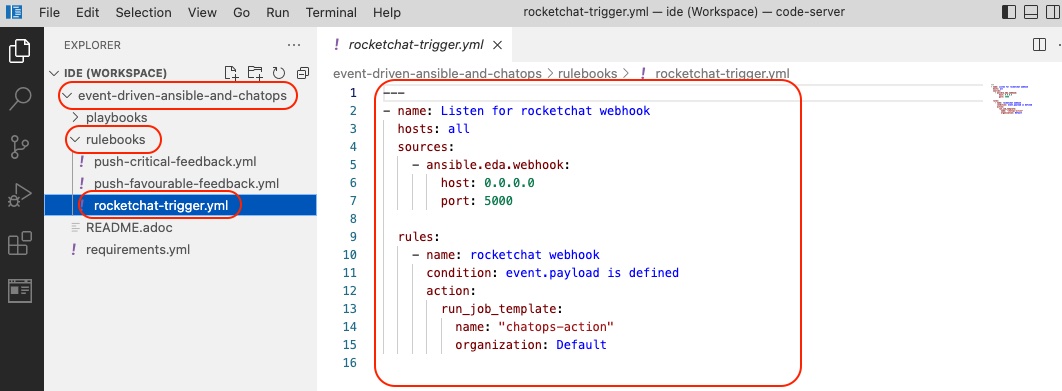 File Edit Selection View Go Run Terminal Help rocketchat-trigger.yml — ide (Workspace) — code-server
EXPLORER
IDE (WORKSPACE)
event-driven-ansible-and-chatops
playbooks
rulebooks
push-critical-feedback.yml
push-favourable-feedback.yml
rocketchat-trigger.yml
README.adoc
requirements.yml
rocketchat-trigger.yml
event-driven-ansible-and-chatops > rulebooks > rocketchat-trigger.yml
1 ---
2 - name: Listen for rocketchat webhook
3   hosts: all
4   sources:
5     - ansible.eda.webhook:
6         host: 0.0.0.0
7         port: 5000
8
9   rules:
10     - name: rocketchat webhook
11       condition: event.payload is defined
12       action:
13         run_job_template:
14           name: "chatops-action"
15           organization: Default
16